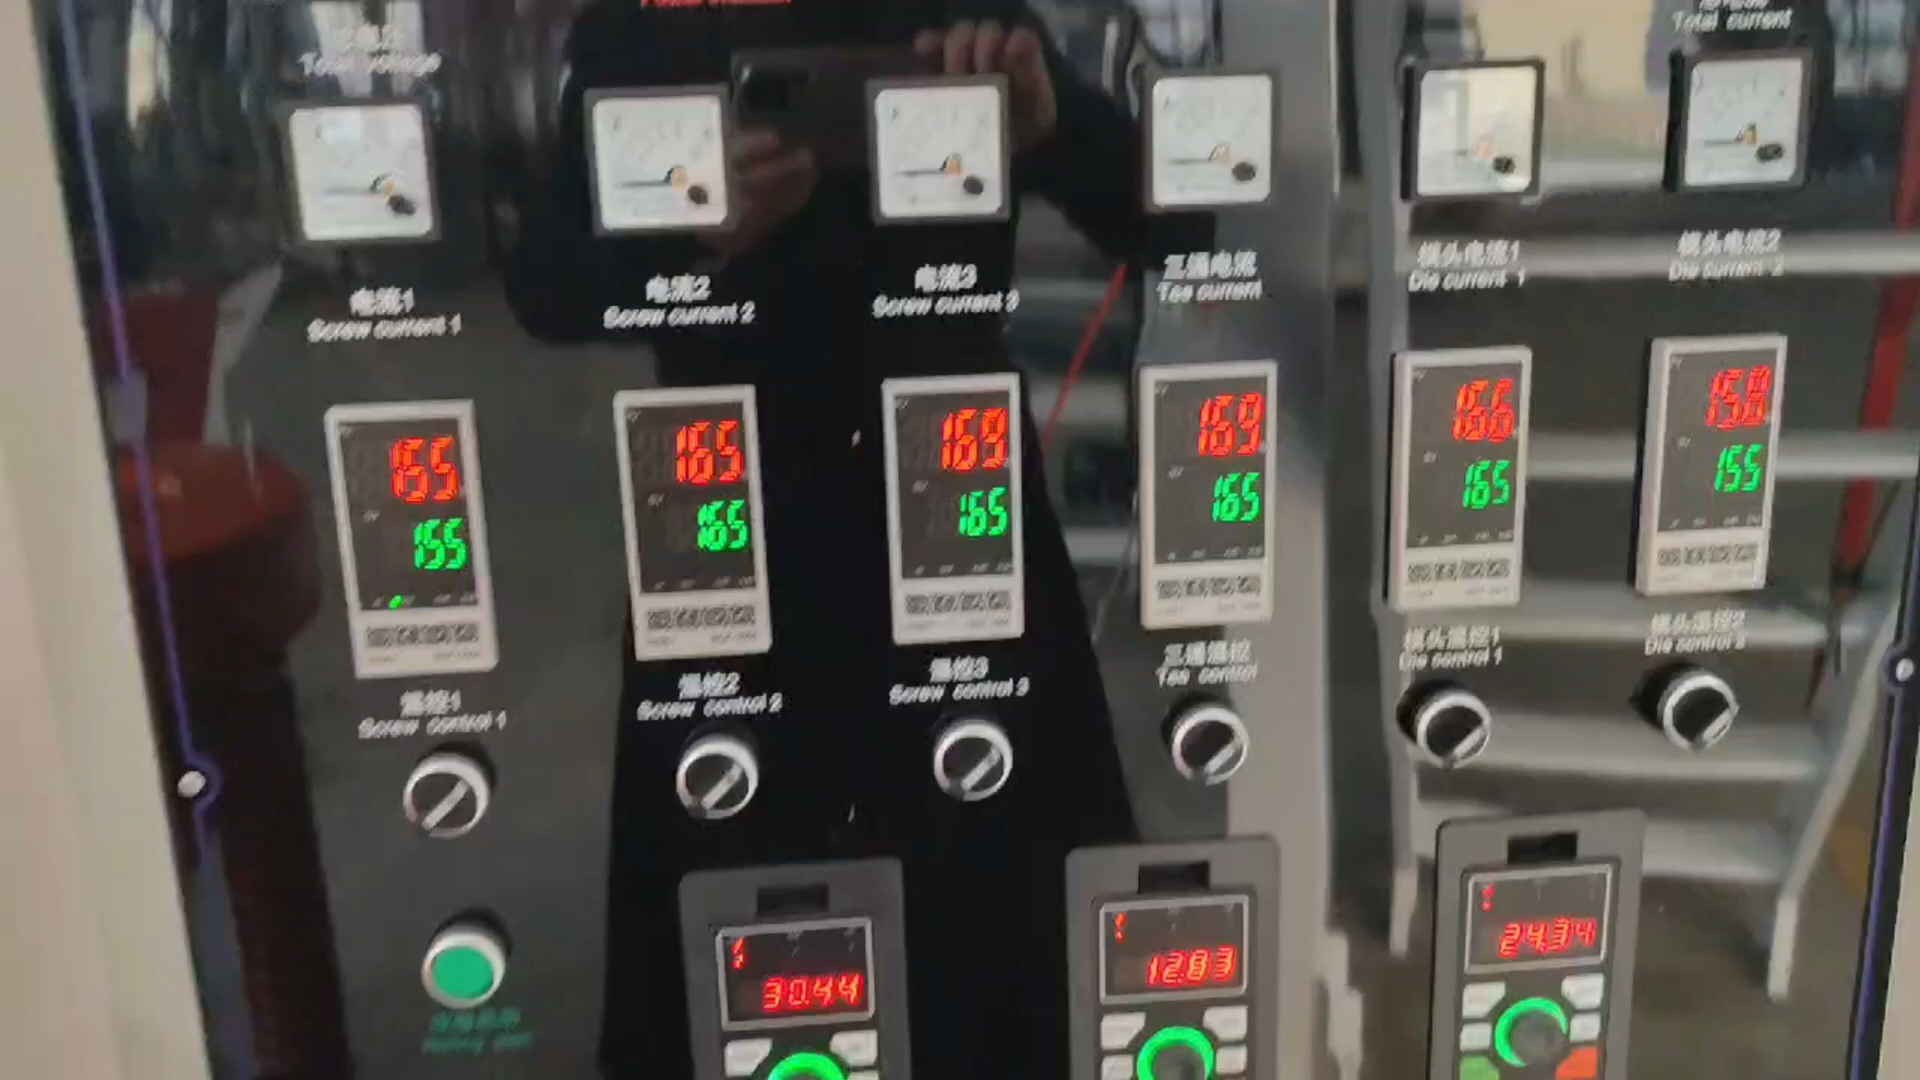 Total voltage
Total current
电流1
Screw current 1
电流2
Screw current 2
电流3
Screw current 3
三通电流
Tee current
模头电流1
Die current 1
模头电流2
Die current 2
165
155
165
165
169
165
169
165
166
165
158
155
温控1
Screw control 1
温控2
Screw control 2
温控3
Screw control 3
三通温控
Tee control
模头温控1
Die control 1
模头温控2
Die control 2
30.44
12.83
24.34